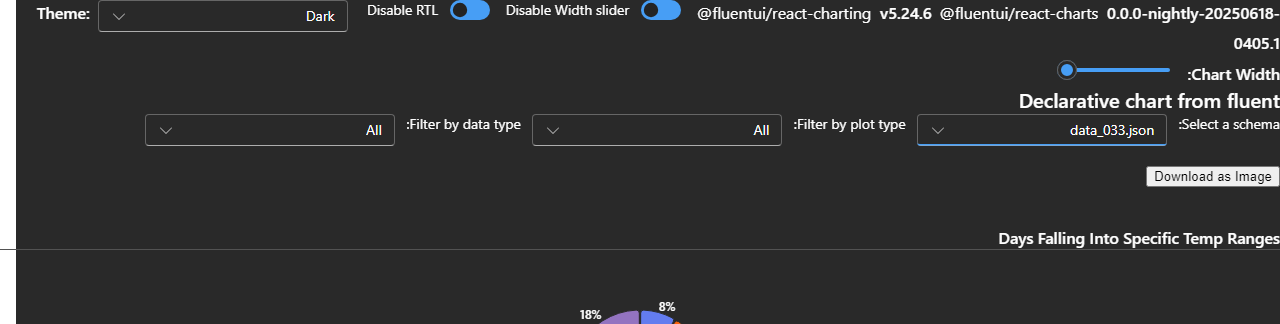 Theme: Dark Disable RTL Disable Width slider @fluentui/react-charting v5.24.6 @fluentui/react-charts 0.0.0-nightly-20250618-
0405.1
:Chart Width
Declarative chart from fluent
:Select a schema data_033.json :Filter by plot type All :Filter by data type All
Download as Image
Days Falling Into Specific Temp Ranges
18% 8%